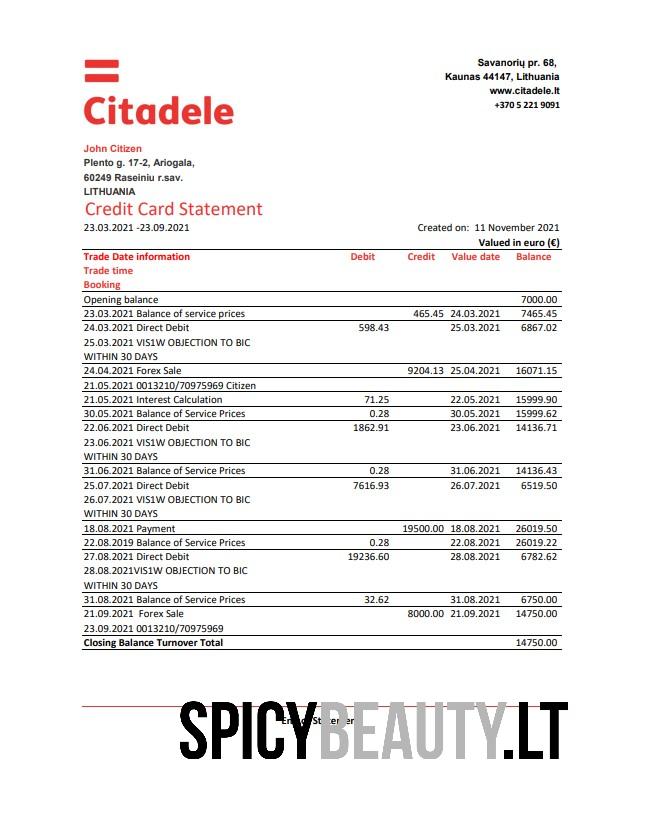 Savanorių pr. 68,
Kaunas 44147, Lithuania
www.citadele.lt
+370 5 221 9091
Citadele
John Citizen
Plento g. 17-2, Ariogala,
60249 Raseiniu r.sav.
LITHUANIA
Credit Card Statement
23.03.2021 -23.09.2021 Created on: 11 November 2021
Valued in euro (€)
Trade Date information Debit Credit Value date Balance
Trade time
Booking
Opening balance 7000.00
23.03.2021 Balance of service prices 465.45 24.03.2021 7465.45
24.03.2021 Direct Debit 598.43 25.03.2021 6867.02
25.03.2021 VIS1W OBJECTION TO BIC
WITHIN 30 DAYS
24.04.2021 Forex Sale 9204.13 25.04.2021 16071.15
21.05.2021 0013210/70975969 Citizen
21.05.2021 Interest Calculation 71.25 22.05.2021 15999.90
30.05.2021 Balance of Service Prices 0.28 30.05.2021 15999.62
22.06.2021 Direct Debit 1862.91 23.06.2021 14136.71
23.06.2021 VIS1W OBJECTION TO BIC
WITHIN 30 DAYS
31.06.2021 Balance of Service Prices 0.28 31.06.2021 14136.43
25.07.2021 Direct Debit 7616.93 26.07.2021 6519.50
26.07.2021 VIS1W OBJECTION TO BIC
WITHIN 30 DAYS
18.08.2021 Payment 19500.00 18.08.2021 26019.50
22.08.2019 Balance of Service Prices 0.28 22.08.2021 26019.22
27.08.2021 Direct Debit 19236.60 28.08.2021 6782.62
28.08.2021VIS1W OBJECTION TO BIC
WITHIN 30 DAYS
31.08.2021 Balance of Service Prices 32.62 31.08.2021 6750.00
21.09.2021 Forex Sale 8000.00 21.09.2021 14750.00
23.09.2021 0013210/70975969
Closing Balance Turnover Total 14750.00
SPICYBEAUTY.LT